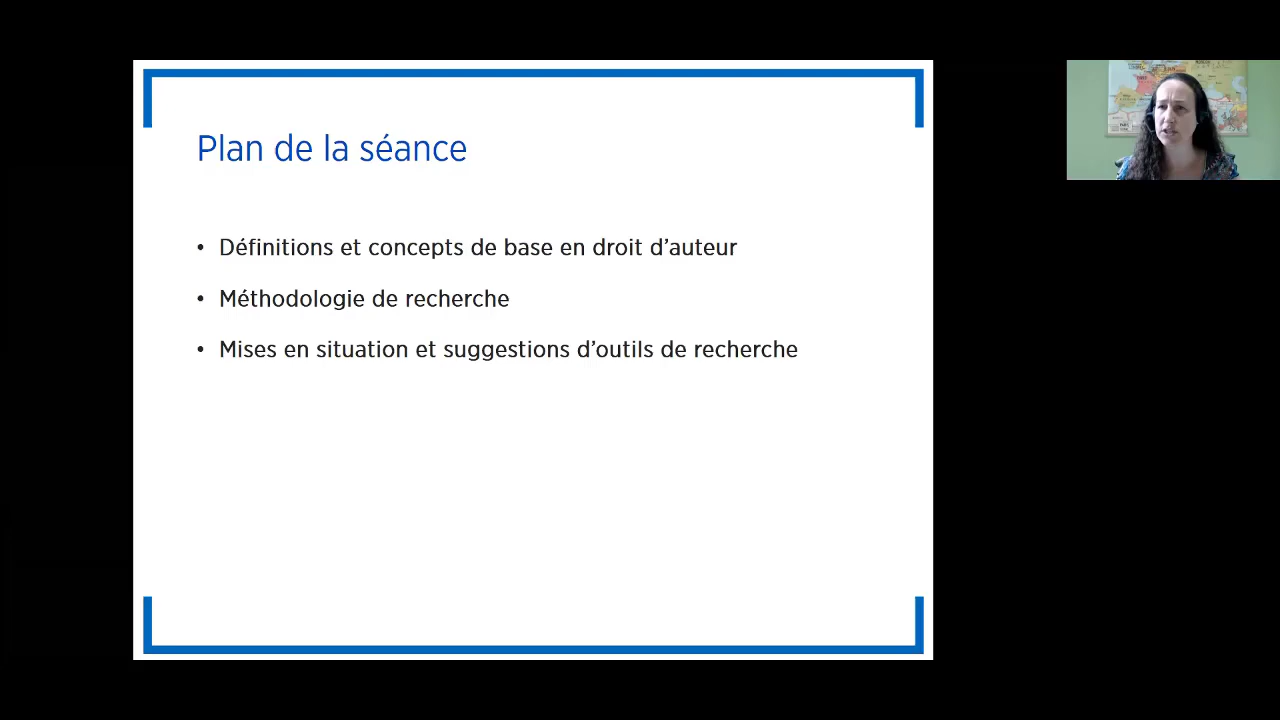 Plan de la séance
• Définitions et concepts de base en droit d’auteur
• Méthodologie de recherche
• Mises en situation et suggestions d’outils de recherche